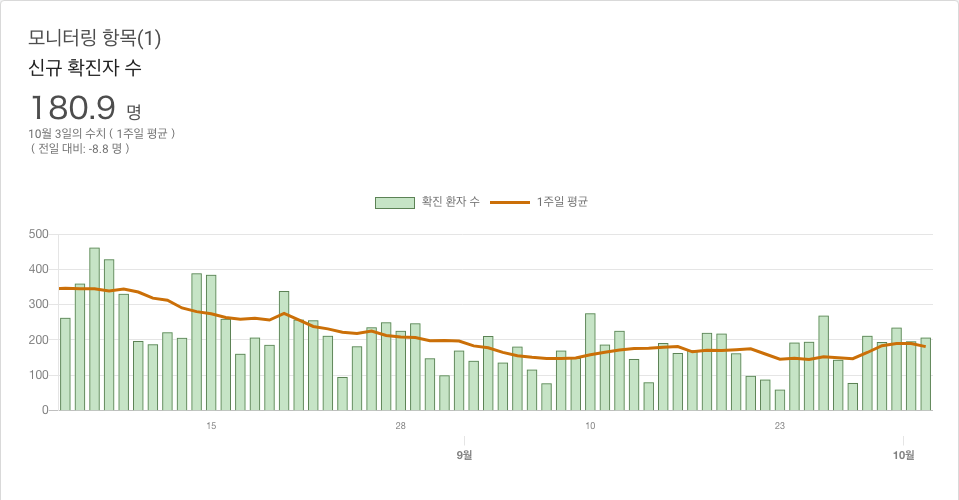 모니터링 항목(1)
신규 확진자 수
180.9 명
10월 3일의 수치 ( 1주일 평균 )
( 전일 대비: -8.8 명 )
확진 환자 수 1주일 평균
500
400
300
200
100
0
15 28 10 23
9월 10월